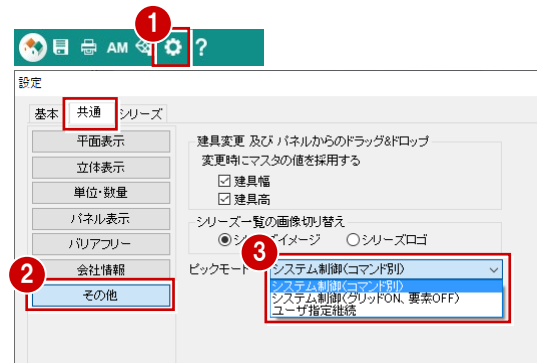 1
AM
?
設定
基本 共通 シリーズ
平面表示
立体表示
単位・数量
パネル表示
バリアフリー
会社情報
2
その他
建具変更 及び パネルからのドラッグ&ドロップ
変更時にマスタの値を採用する
建具幅
建具高
シリーズ一覧の画像切り替え
イメージ シリーズロゴ
3
ピックモード システム制御(コマンド別)
システム制御(コマンド別)
システム制御(グリッドON、要素OFF)
ユーザ指定継続